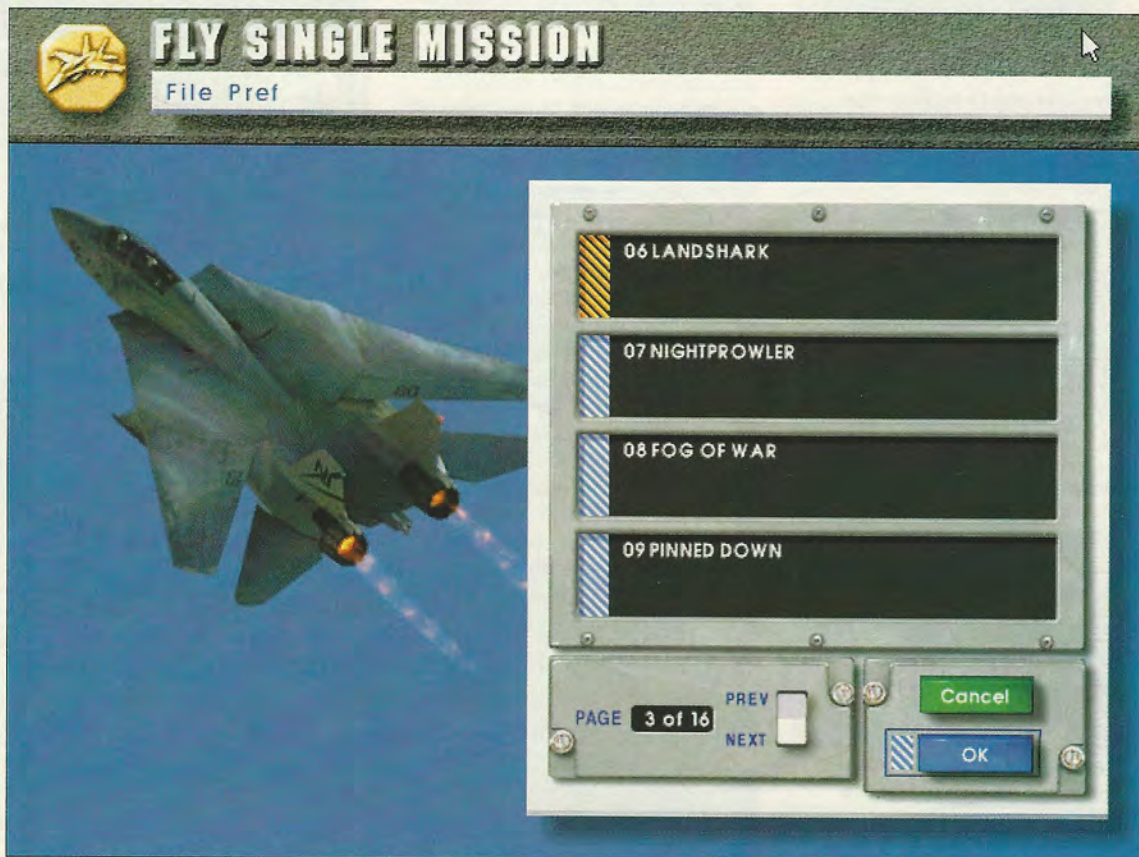 FLY SINGLE MISSION
File Pref
06 LANDSHARK
07 NIGHTPROWLER
08 FOG OF WAR
09 PINNED DOWN
PAGE 3 of 16
PREV
NEXT
Cancel
OK